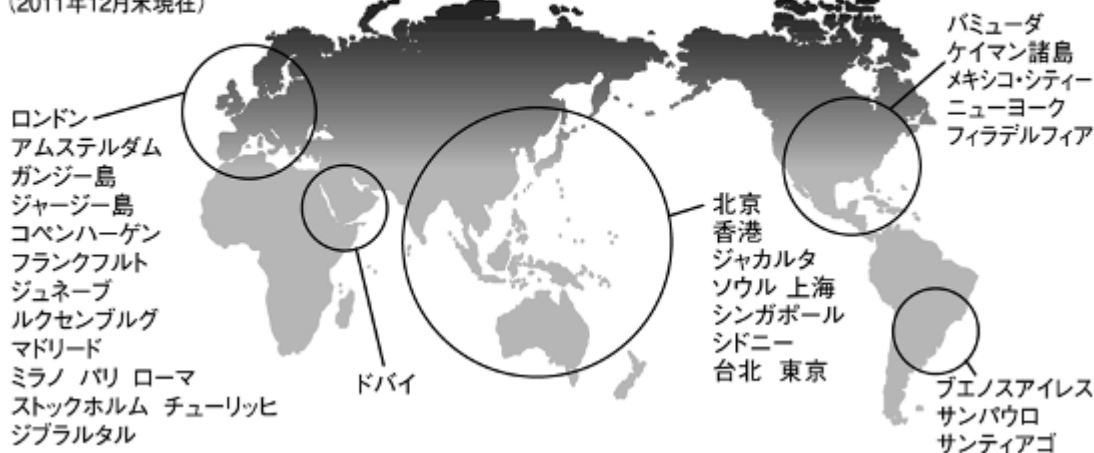 (2011年12月末現在)
ロンドン
アムステルダム
ガンジー島
ジャージー島
コペンハーゲン
フランクフルト
ジュネーブ
ルクセンブルグ
マドリード
ミラノ パリ ローマ
ストックホルム チューリッヒ
ジブラルタル
ドバイ
北京
香港
ジャカルタ
ソウル 上海
シンガポール
シドニー
台北 東京
バミューダ
ケイマン諸島
メキシコ・シティー
ニューヨーク
フィラデルフィア
ブエノスアイレス
サンパウロ
サンティアゴ